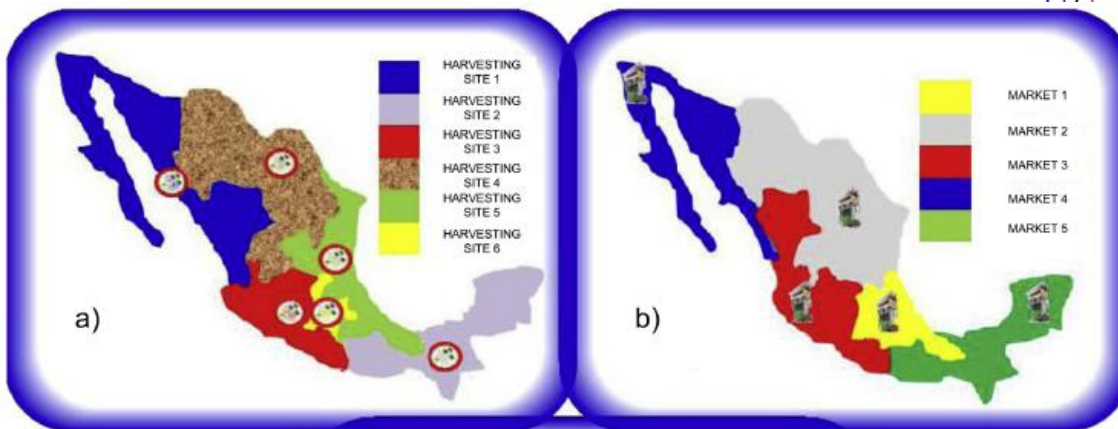 HARVESTING
SITE 1
HARVESTING
SITE 2
HARVESTING
SITE 3
HARVESTING
SITE 4
HARVESTING
SITE 5
HARVESTING
SITE 6
a)
MARKET 1
MARKET 2
MARKET 3
MARKET 4
MARKET 5
b)